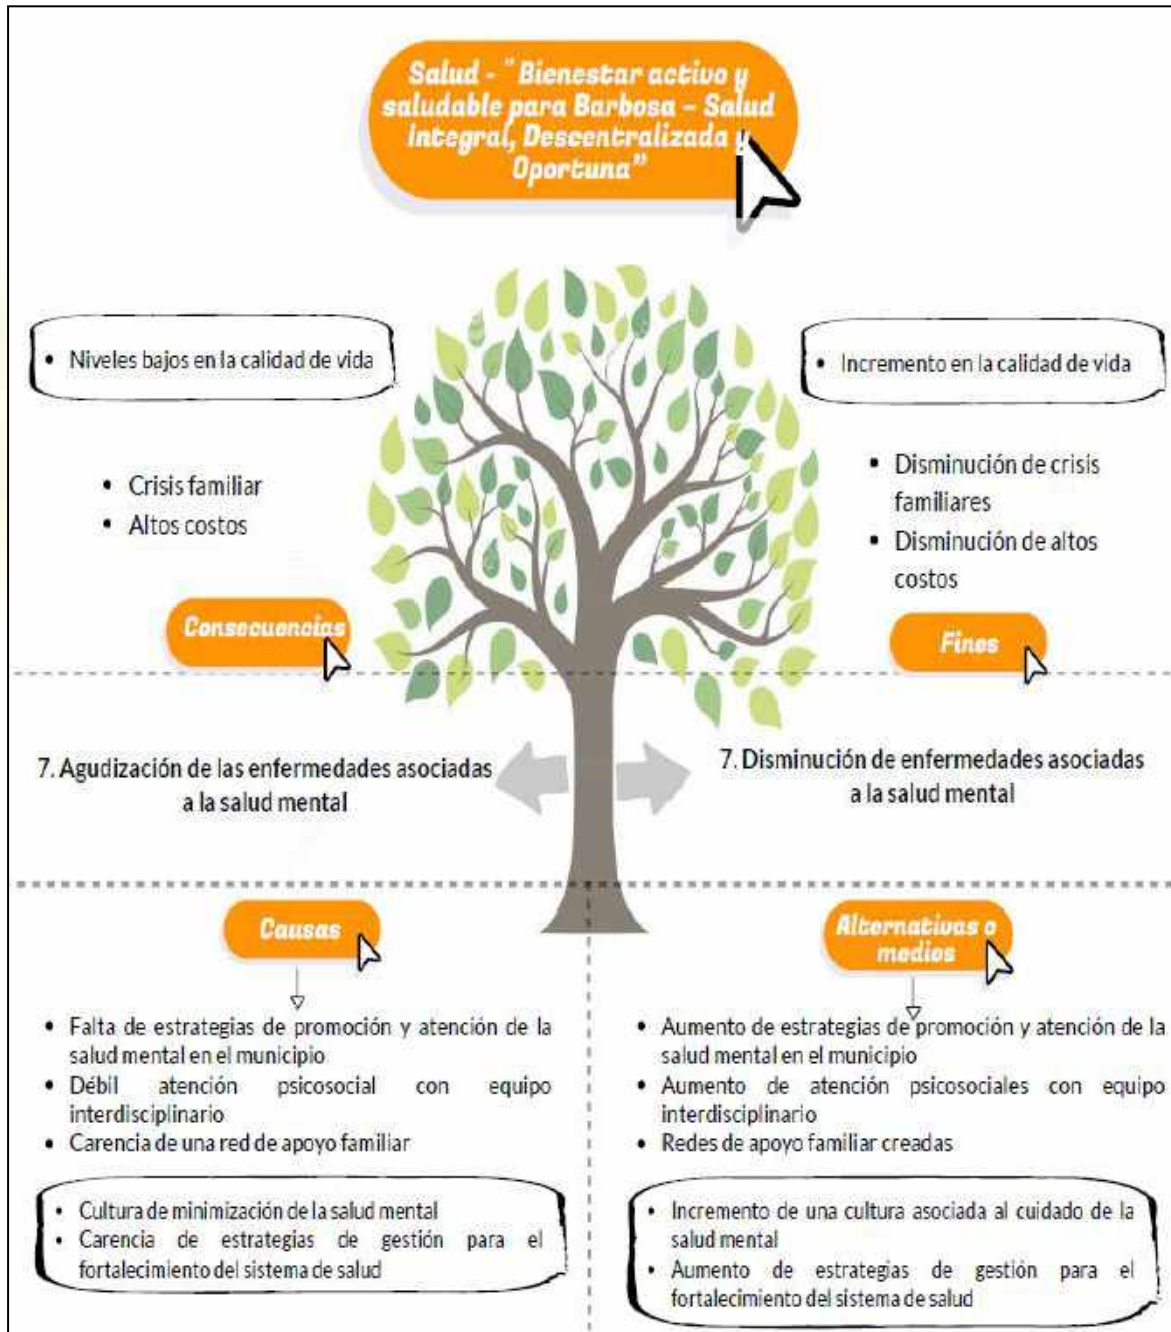 Salud - "Bienestar activo y
saludable para Barbosa – Salud
Integral, Descentralizada y
Oportuna"
• Niveles bajos en la calidad de vida
• Crisis familiar
• Altos costos
Consecuencias
• Incremento en la calidad de vida
• Disminución de crisis
familiares
• Disminución de altos
costos
Fines
7. Agudización de las enfermedades asociadas
a la salud mental
7. Disminución de enfermedades asociadas
a la salud mental
Causas
• Falta de estrategias de promoción y atención de la
salud mental en el municipio
• Débil atención psicosocial con equipo
interdisciplinario
• Carencia de una red de apoyo familiar
• Cultura de minimización de la salud mental
• Carencia de estrategias de gestión para el
fortalecimiento del sistema de salud
Alternativas o
medios
• Aumento de estrategias de promoción y atención de la
salud mental en el municipio
• Aumento de atención psicosociales con equipo
interdisciplinario
• Redes de apoyo familiar creadas
• Incremento de una cultura asociada al cuidado de la
salud mental
• Aumento de estrategias de gestión para el
fortalecimiento del sistema de salud